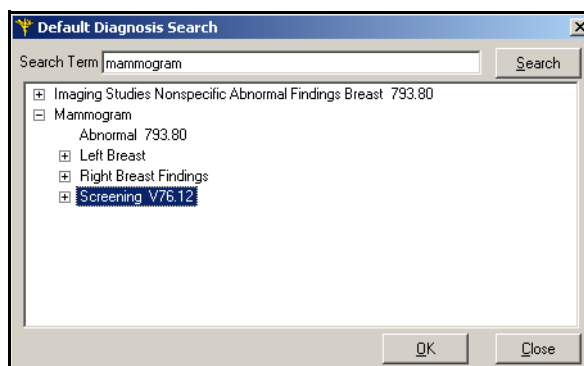 Default Diagnosis Search
Search Term mammogram Search
Imaging Studies Nonspecific Abnormal Findings Breast 793.80
Mammogram
Abnormal 793.80
Left Breast
Right Breast Findings
Screening V76.12
OK Close